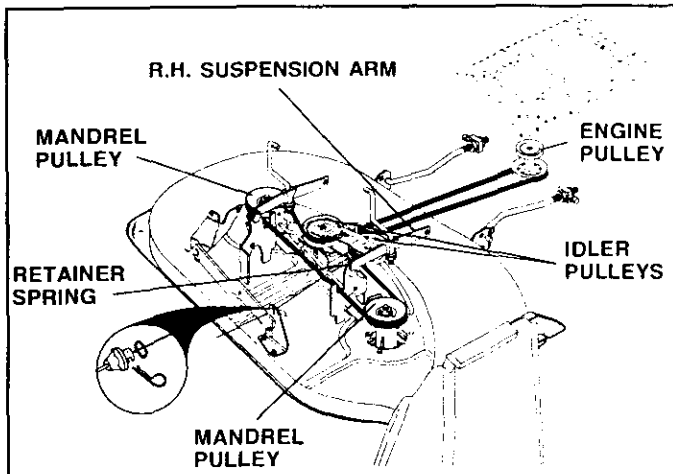 R.H. SUSPENSION ARM
MANDREL
PULLEY
ENGINE
PULLEY
IDLER
PULLEYS
RETAINER
SPRING
MANDREL
PULLEY